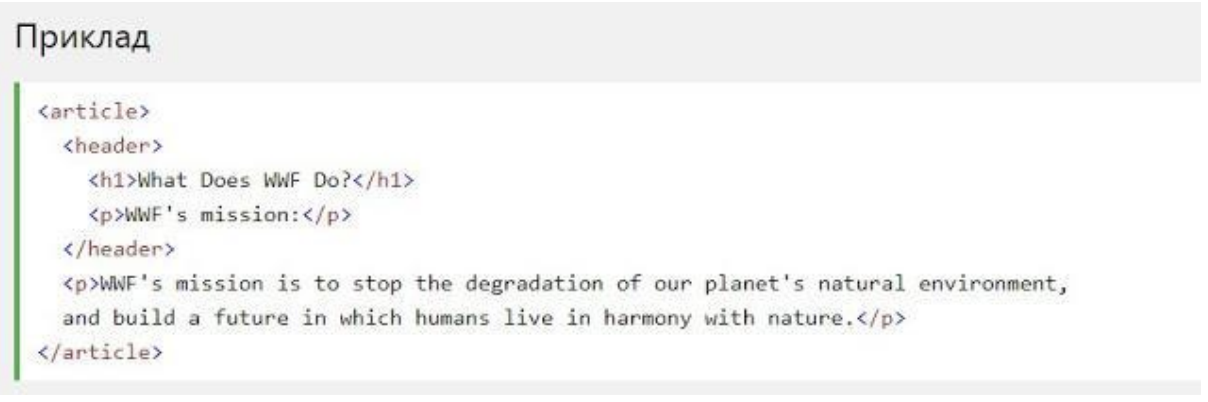 Приклад
<article>
<header>
<h1>What Does WWF Do?</h1>
<p>WWF's mission:</p>
</header>
<p>WWF's mission is to stop the degradation of our planet's natural environment,
and build a future in which humans live in harmony with nature.</p>
</article>